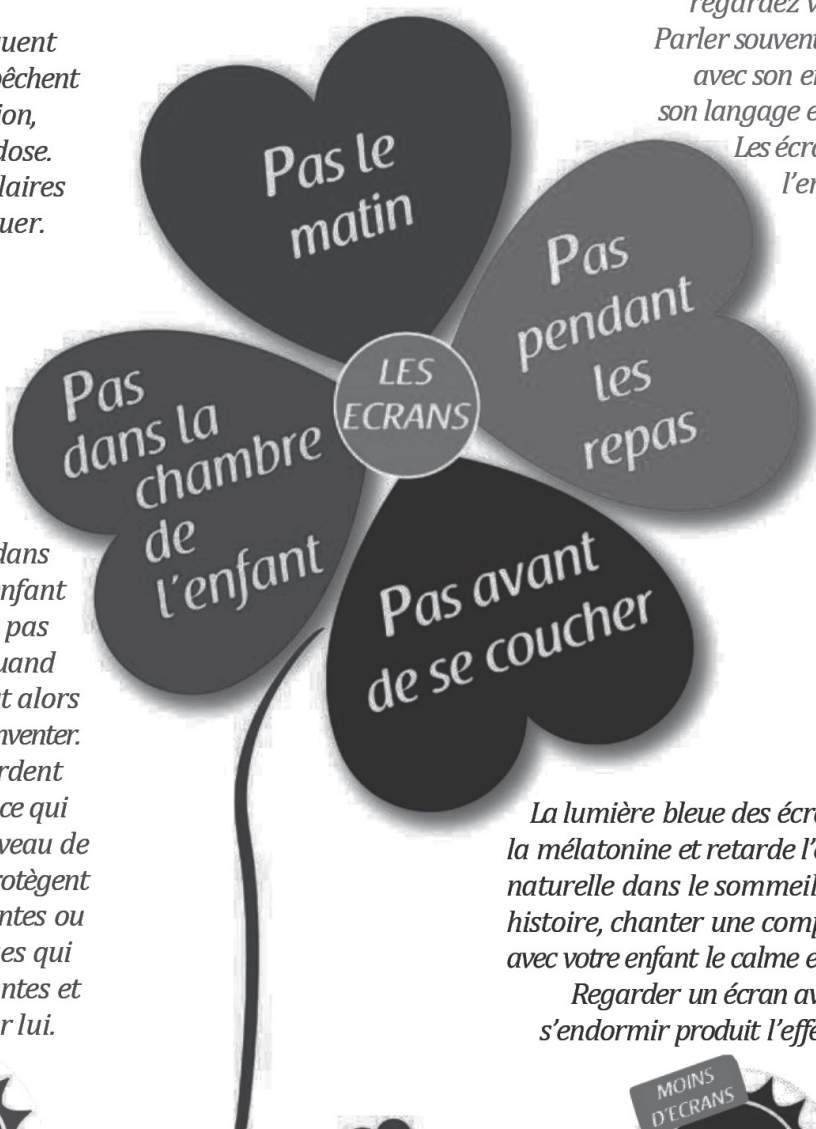 uent
pêchent
ion,
dose.
laires
uer.
regardez v
Parler souvent
avec son en
son langage e
Les écra
l'en
Pas le
matin
Pas
pendant
les
repas
LES
ECRANS
Pas
dans la
chambre
de
l'enfant
Pas avant
de se coucher
dans
nfant
pas
uand
t alors
nventer.
rdent
ce qui
veau de
rotègent
ntes ou
es qui
ntes et
r lui.
La lumière bleue des écra
la mélatonine et retarde l'e
naturelle dans le sommeil
histoire, chanter une comp
avec votre enfant le calme e
Regarder un écran av
s'endormir produit l'effe
MOINS
D'ECRANS